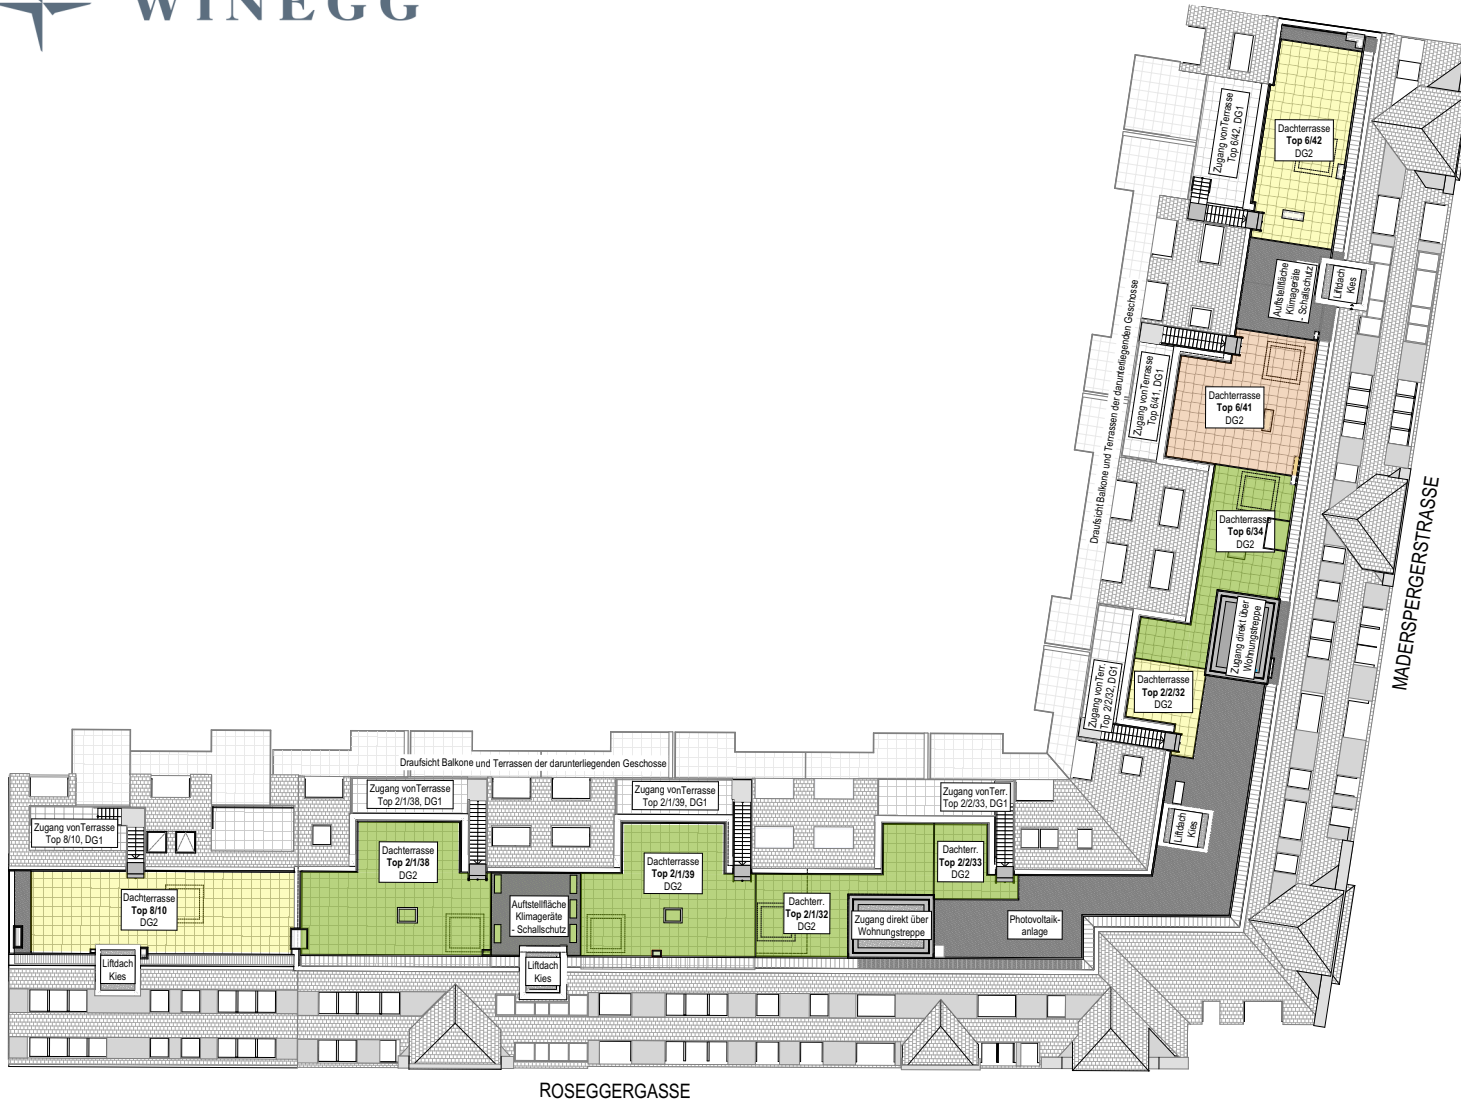 WINEGG
Zugang vonTerrasse
Top 6/42, DG1
Dachterrasse
Top 6/42
DG2
Aufstellfläche
Klimageräte
- Schallschutz
Liftdach
Kies
Draufsicht Balkone und Terrassen der darunterliegenden Geschosse
Zugang vonTerrasse
Top 6/41, DG1
Dachterrasse
Top 6/41
DG2
Dachterrasse
Top 6/34
DG2
MADERSPERGERSTRASSE
Zugang direkt über
Wohnungstreppe
Zugang vonTerr.
Top 2/2/32, DG1
Dachterrasse
Top 2/2/32
DG2
Liftdach
Kies
Draufsicht Balkone und Terrassen der darunterliegenden Geschosse
Zugang vonTerrasse
Top 8/10, DG1
Zugang vonTerrasse
Top 2/1/38, DG1
Zugang vonTerrasse
Top 2/1/39, DG1
Zugang vonTerr.
Top 2/2/33, DG1
Dachterrasse
Top 8/10
DG2
Dachterrasse
Top 2/1/38
DG2
Aufstellfläche
Klimageräte
- Schallschutz
Dachterrasse
Top 2/1/39
DG2
Dachterr.
Top 2/1/32
DG2
Dachterr.
Top 2/2/33
DG2
Zugang direkt über
Wohnungstreppe
Photovoltaik-
anlage
Liftdach
Kies
Liftdach
Kies
ROSEGGERGASSE